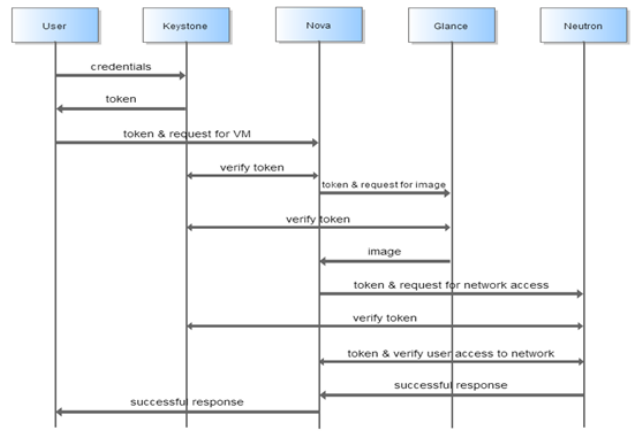 User
Keystone
Nova
Glance
Neutron
credentials
token
token & request for VM
verify token
token & request for image
verify token
image
token & request for network access
verify token
token & verify user access to network
successful response
successful response